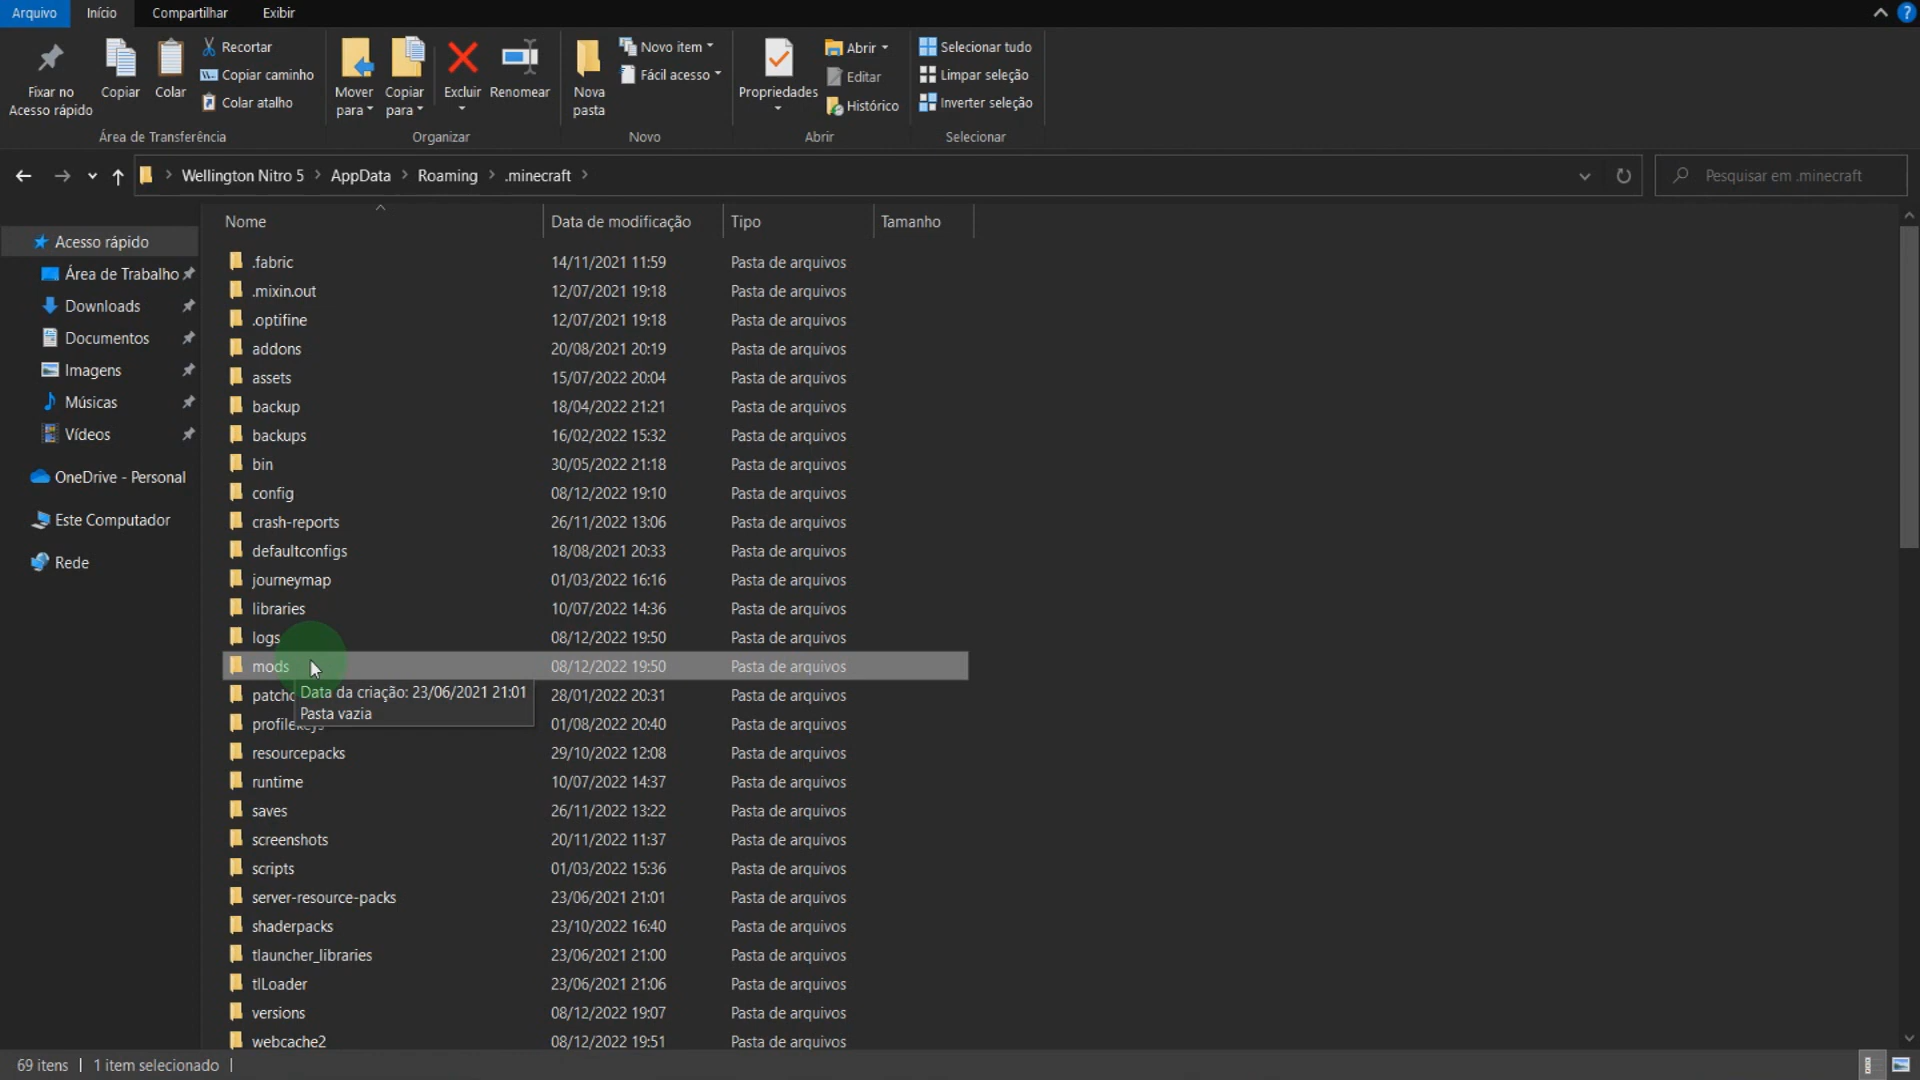 Arquivo Início Compartilhar Exibir
Fixar no Acesso rápido
Copiar
Colar
Recortar
Copiar caminho
Colar atalho
Área de Transferência
Mover para
Copiar para
Excluir
Renomear
Organizar
Nova pasta
Novo item
Fácil acesso
Novo
Propriedades
Abrir
Editar
Histórico
Abrir
Selecionar tudo
Limpar seleção
Inverter seleção
Selecionar
Wellington Nitro 5 > AppData > Roaming > .minecraft >
Pesquisar em .minecraft
Acesso rápido
Área de Trabalho
Downloads
Documentos
Imagens
Músicas
Vídeos
OneDrive - Personal
Este Computador
Rede
Nome Data de modificação Tipo Tamanho
.fabric 14/11/2021 11:59 Pasta de arquivos
.mixin.out 12/07/2021 19:18 Pasta de arquivos
.optifine 12/07/2021 19:18 Pasta de arquivos
addons 20/08/2021 20:19 Pasta de arquivos
assets 15/07/2022 20:04 Pasta de arquivos
backup 18/04/2022 21:21 Pasta de arquivos
backups 16/02/2022 15:32 Pasta de arquivos
bin 30/05/2022 21:18 Pasta de arquivos
config 08/12/2022 19:10 Pasta de arquivos
crash-reports 26/11/2022 13:06 Pasta de arquivos
defaultconfigs 18/08/2021 20:33 Pasta de arquivos
journeymap 01/03/2022 16:16 Pasta de arquivos
libraries 10/07/2022 14:36 Pasta de arquivos
logs 08/12/2022 19:50 Pasta de arquivos
mods 08/12/2022 19:50 Pasta de arquivos
28/01/2022 20:31 Pasta de arquivos
Data da criação: 23/06/2021 21:01
Pasta vazia
profilekeys 01/08/2022 20:40 Pasta de arquivos
resourcepacks 29/10/2022 12:08 Pasta de arquivos
runtime 10/07/2022 14:37 Pasta de arquivos
saves 26/11/2022 13:22 Pasta de arquivos
screenshots 20/11/2022 11:37 Pasta de arquivos
scripts 01/03/2022 15:36 Pasta de arquivos
server-resource-packs 23/06/2021 21:01 Pasta de arquivos
shaderpacks 23/10/2022 16:40 Pasta de arquivos
tlauncher_libraries 23/06/2021 21:00 Pasta de arquivos
tlLoader 23/06/2021 21:06 Pasta de arquivos
versions 08/12/2022 19:07 Pasta de arquivos
webcache2 08/12/2022 19:51 Pasta de arquivos
69 itens | 1 item selecionado |